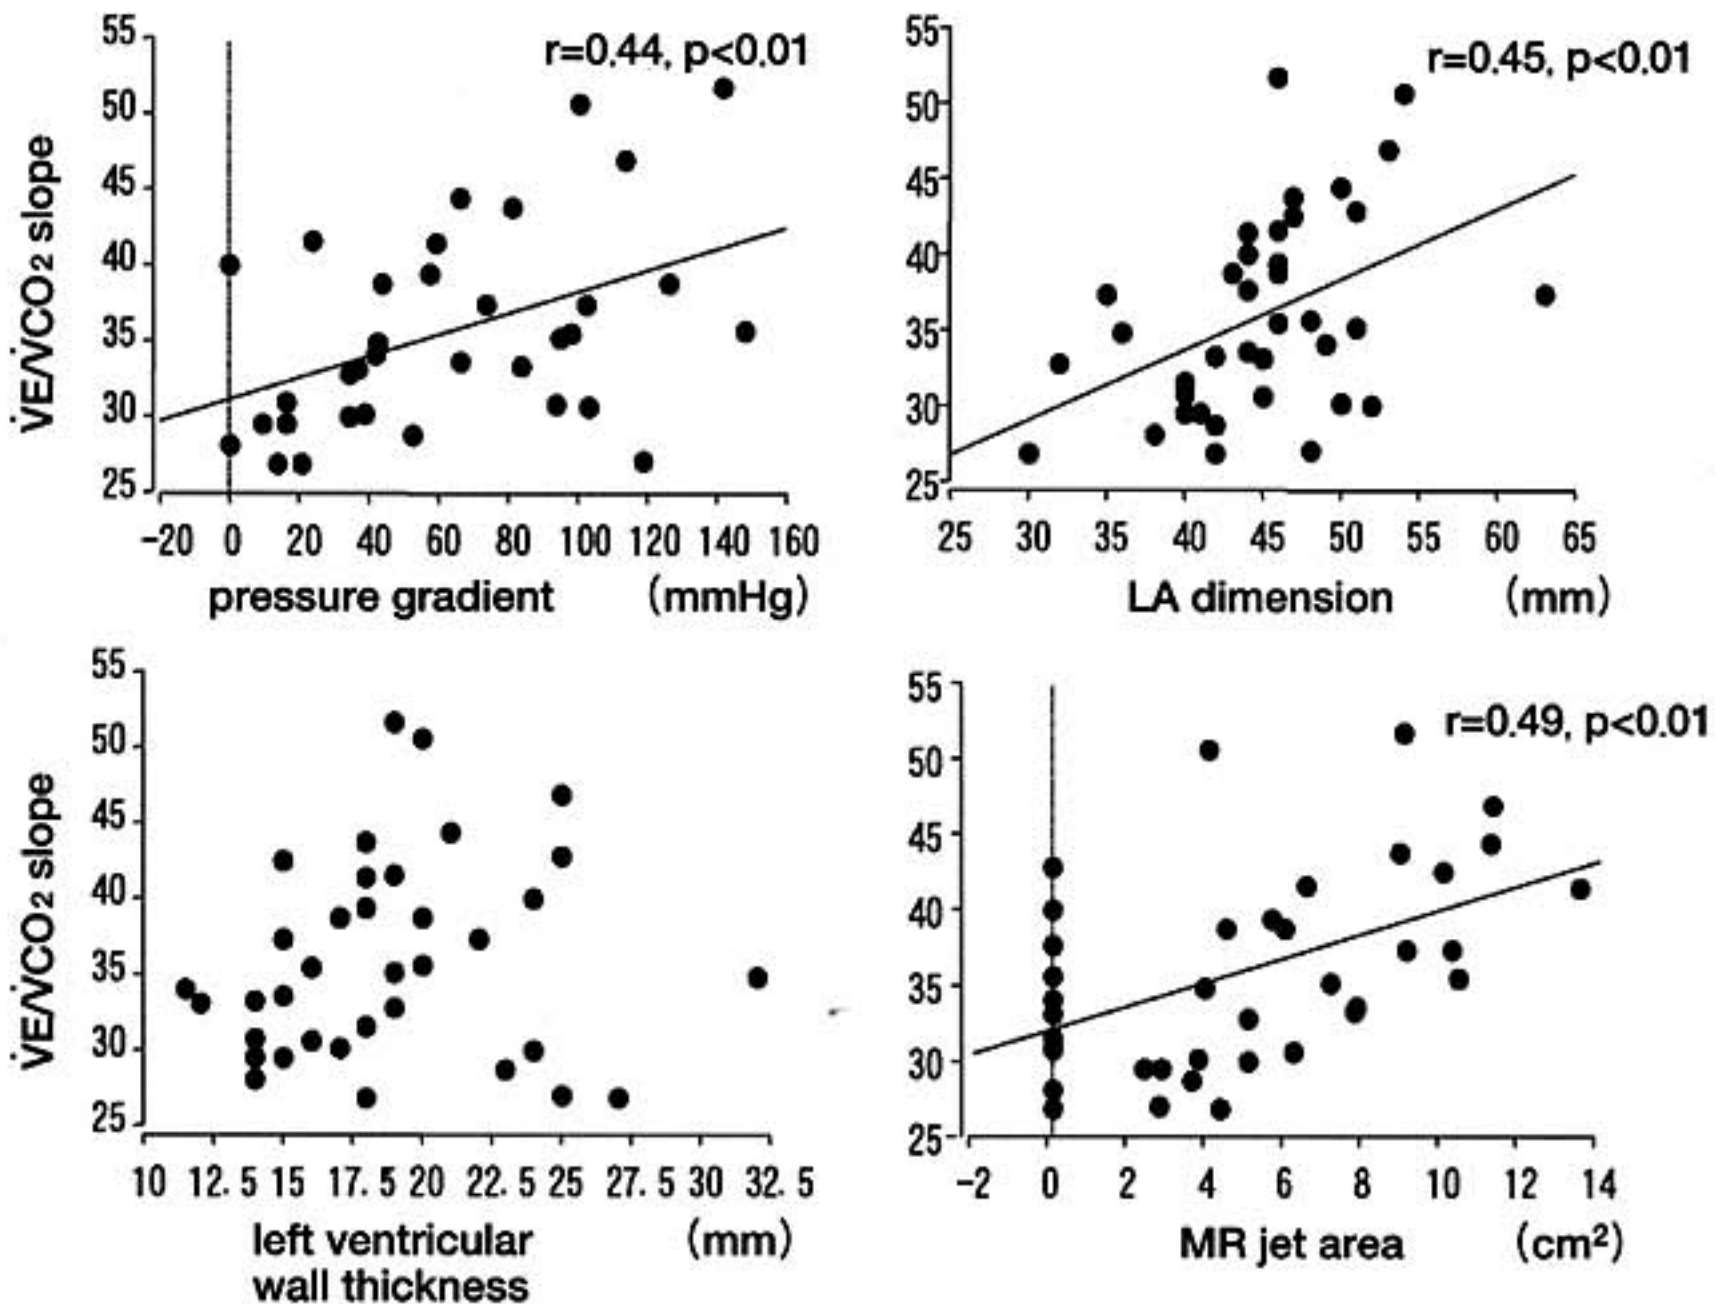 r=0.44, p<0.01
55
50
45
40
35
30
25
V̇E/V̇CO2 slope
-20 0 20 40 60 80 100 120 140 160
pressure gradient (mmHg)
r=0.45, p<0.01
55
50
45
40
35
30
25
25 30 35 40 45 50 55 60 65
LA dimension (mm)
55
50
45
40
35
30
25
V̇E/V̇CO2 slope
10 12.5 15 17.5 20 22.5 25 27.5 30 32.5
left ventricular (mm)
wall thickness
r=0.49, p<0.01
55
50
45
40
35
30
25
-2 0 2 4 6 8 10 12 14
MR jet area (cm²)